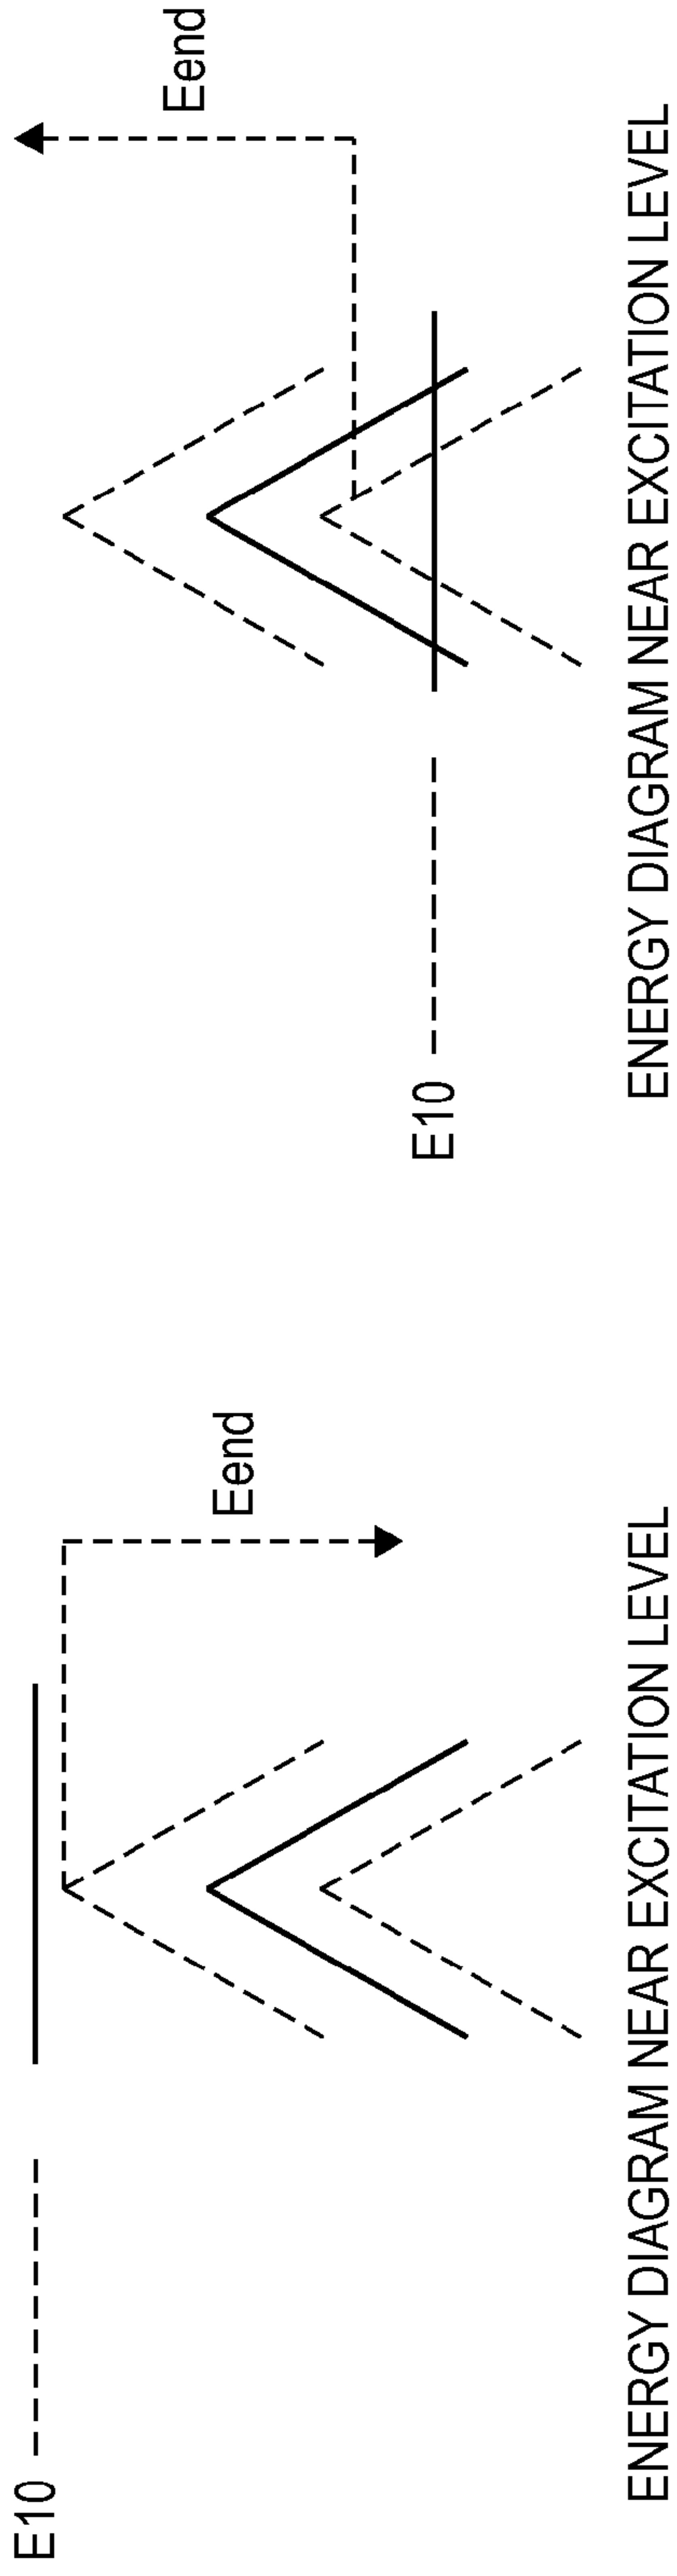 E10
Eend
ENERGY DIAGRAM NEAR EXCITATION LEVEL
Eend
E10
ENERGY DIAGRAM NEAR EXCITATION LEVEL